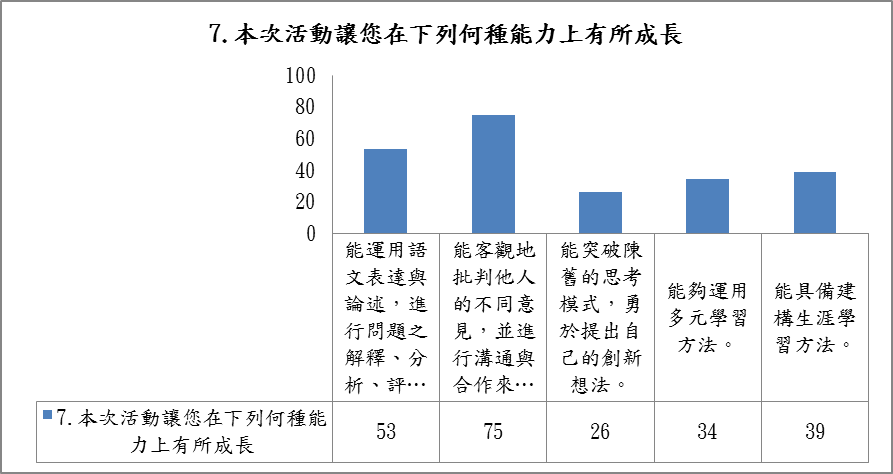 7.本次活動讓您在下列何種能力上有所成長
100
80
60
40
20
0
能運用語
文表達與
論述，進
行問題之
解釋、分
析、評…
能客觀地
批判他人
的不同意
見，並進
行溝通與
合作來…
能突破陳
舊的思考
模式，勇
於提出自
己的創新
想法。
能夠運用
多元學習
方法。
能具備建
構生涯學
習方法。
7.本次活動讓您在下列何種能
力上有所成長
53
75
26
34
39